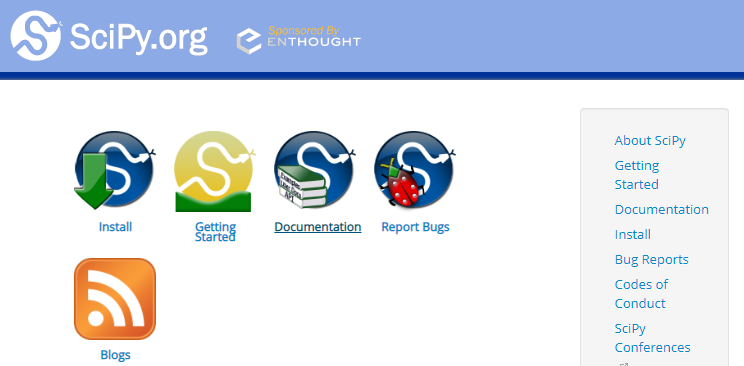 SciPy.org
Sponsored By
ENTHOUGHT
Install
Getting
Started
Documentation
Report Bugs
Blogs
About SciPy
Getting
Started
Documentation
Install
Bug Reports
Codes of
Conduct
SciPy
Conferences